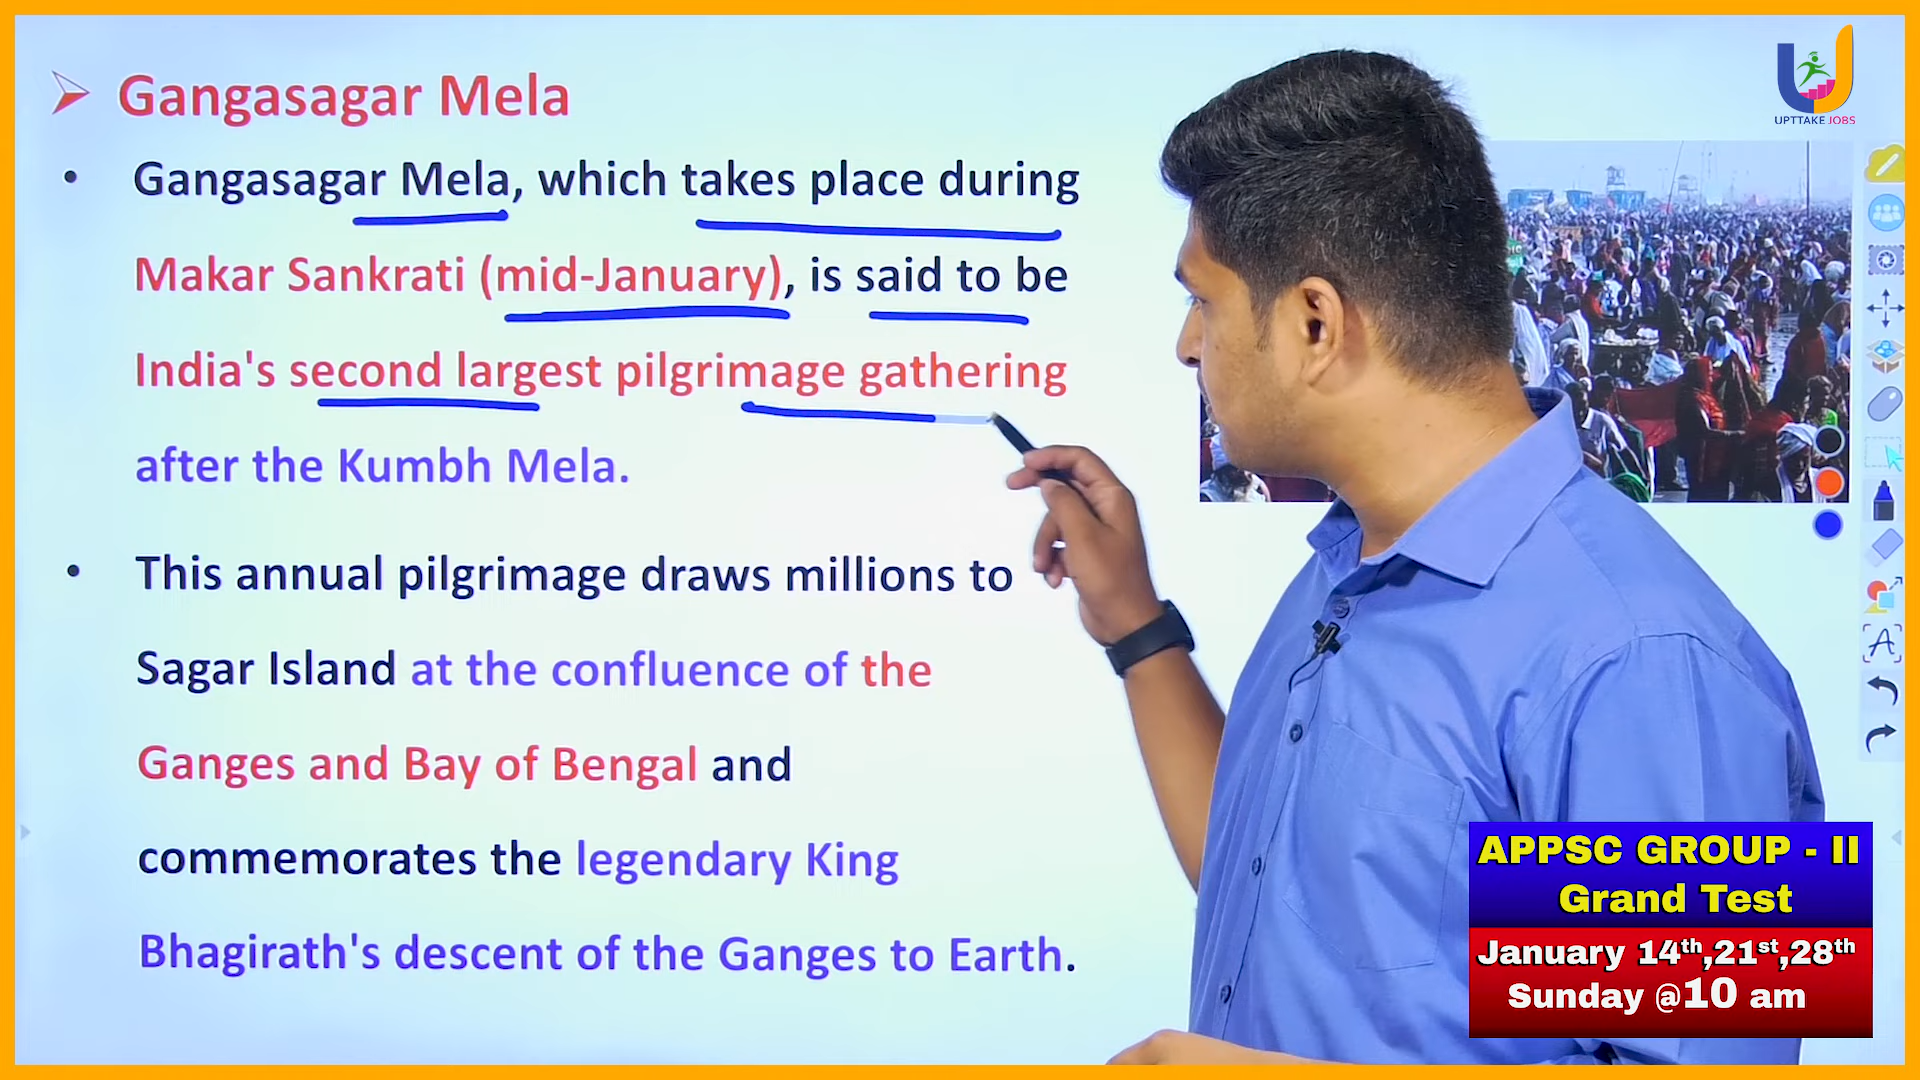 Gangasagar Mela
Gangasagar Mela, which takes place during
Makar Sankrati (mid-January), is said to be
India's second largest pilgrimage gathering
after the Kumbh Mela.
This annual pilgrimage draws millions to
Sagar Island at the confluence of the
Ganges and Bay of Bengal and
commemorates the legendary King
Bhagirath's descent of the Ganges to Earth.
UPTTAKE JOBS
APPSC GROUP - II
Grand Test
January 14th,21st,28th
Sunday @10 am